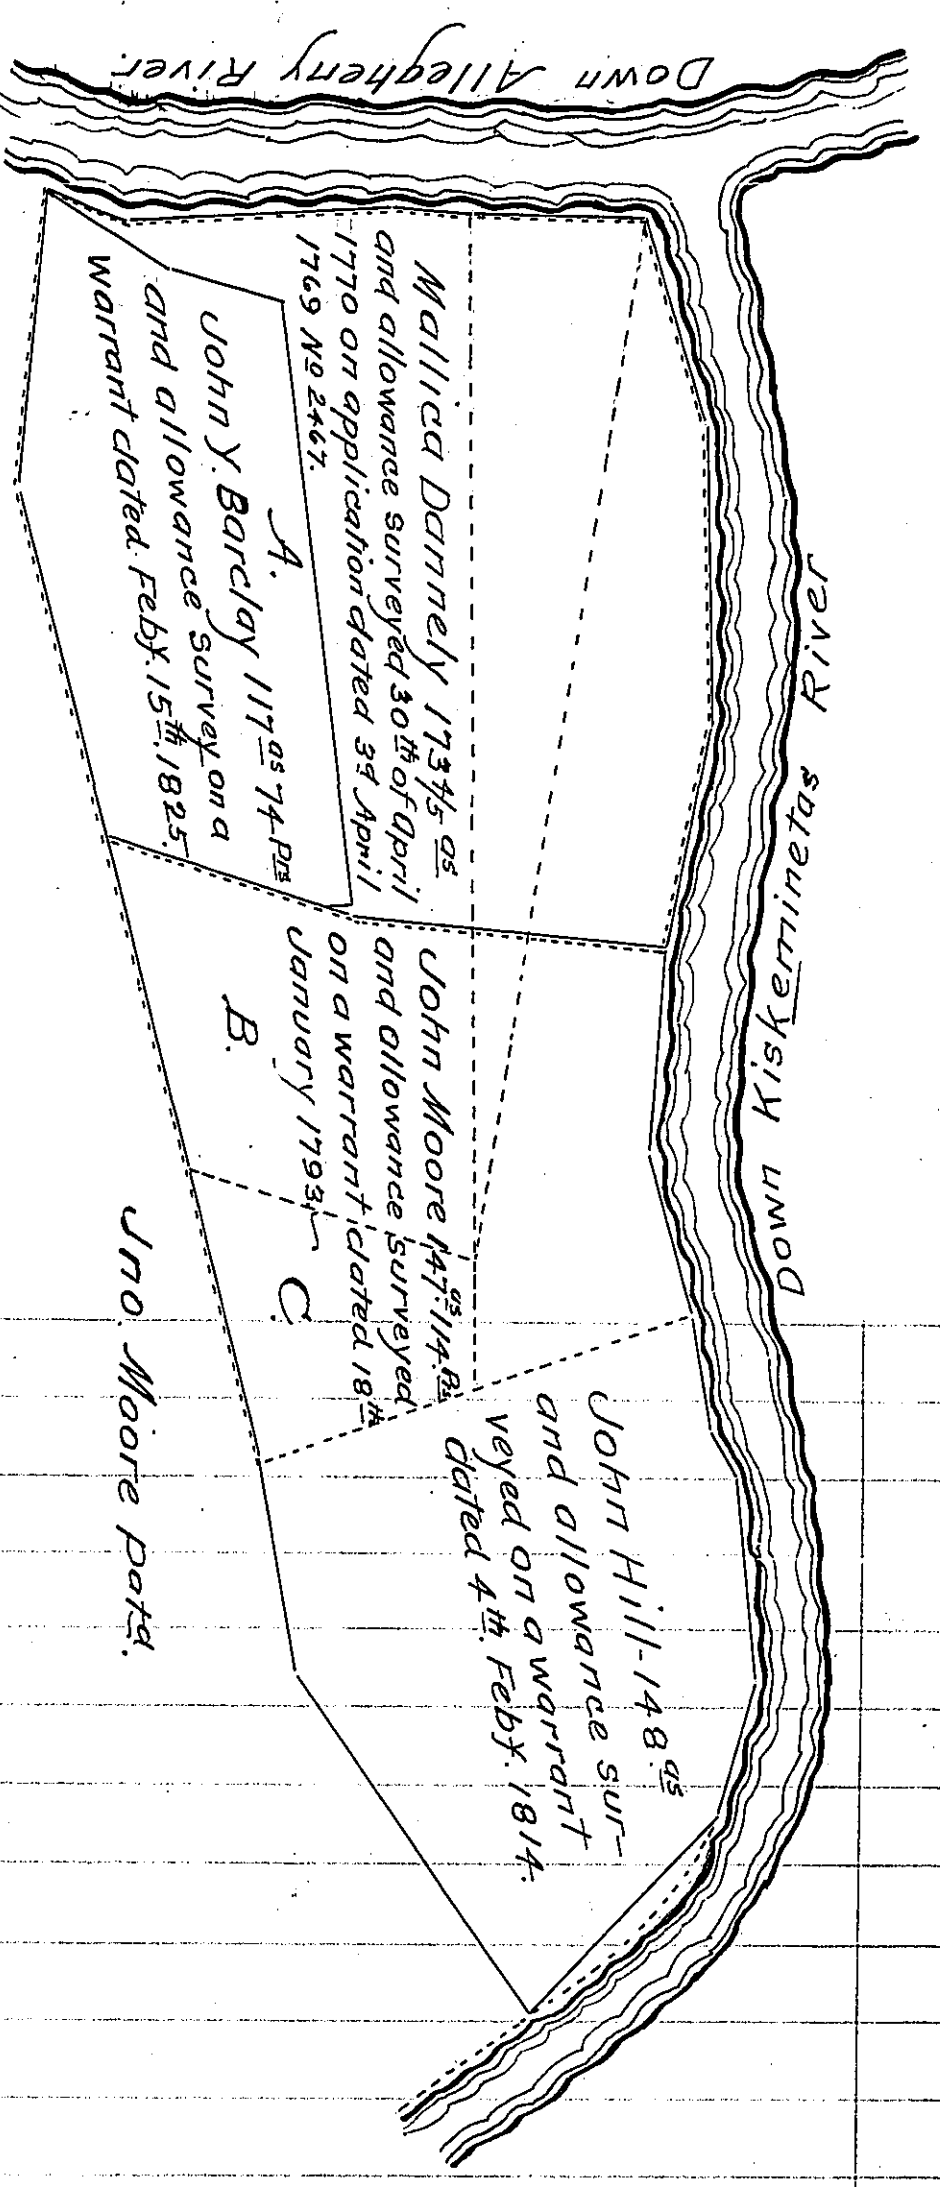 Down Allegheny River.
Down Kiskeminetas River
Mallica Dannely 173 4/5 as
and allowance surveyed 30th of April
1770 on application dated 3d April
1769 No 2467.
A.
John Y. Barclay 117 as 74 Prs
and allowance Survey on a
warrant dated Feby. 15th. 1825.
John Moore 147 as 114 Ps
and allowance surveyed
on a warrant dated 18th
January 1793
B.
C.
John Hill-148 as
and allowance sur-
veyed on a warrant
dated 4th. Feby. 1814.
Jno. Moore patd.